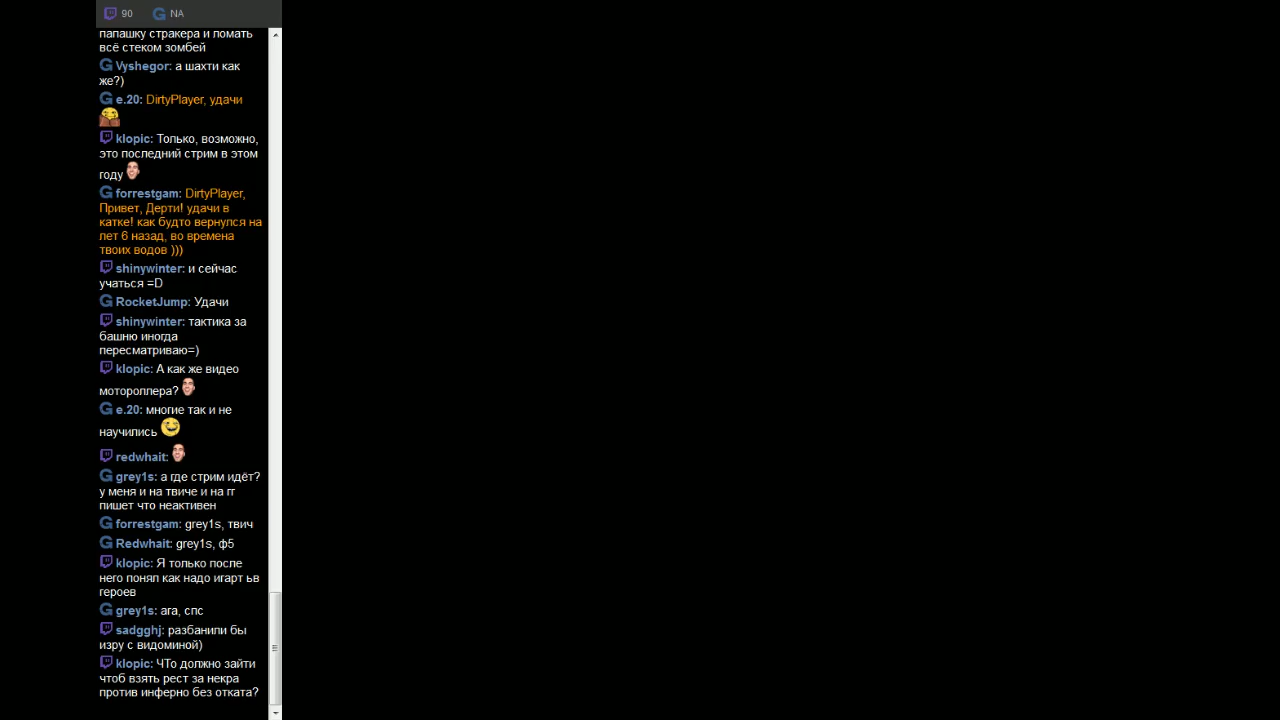 90 NA
папашку стракера и ломать
всё стеком зомбей
Vyshegor: а шахти как
же?)
e.20: DirtyPlayer, удачи
klopic: Только, возможно,
это последний стрим в этом
году
forrestgam: DirtyPlayer,
Привет, Дерти! удачи в
катке! как будто вернулся на
лет 6 назад, во времена
твоих водов )))
shinywinter: и сейчас
учаться =D
RocketJump: Удачи
shinywinter: тактика за
башню иногда
пересматриваю=)
klopic: А как же видео
мотороллера?
e.20: многие так и не
научились
redwhait:
grey1s: а где стрим идёт?
у меня и на твиче и на гг
пишет что неактивен
forrestgam: grey1s, твич
Redwhait: grey1s, ф5
klopic: Я только после
него понял как надо игарт ьв
героев
grey1s: ага, спс
sadgghj: разбанили бы
изру с видоминой)
klopic: ЧТо должно зайти
чтоб взять рест за некра
против инферно без отката?